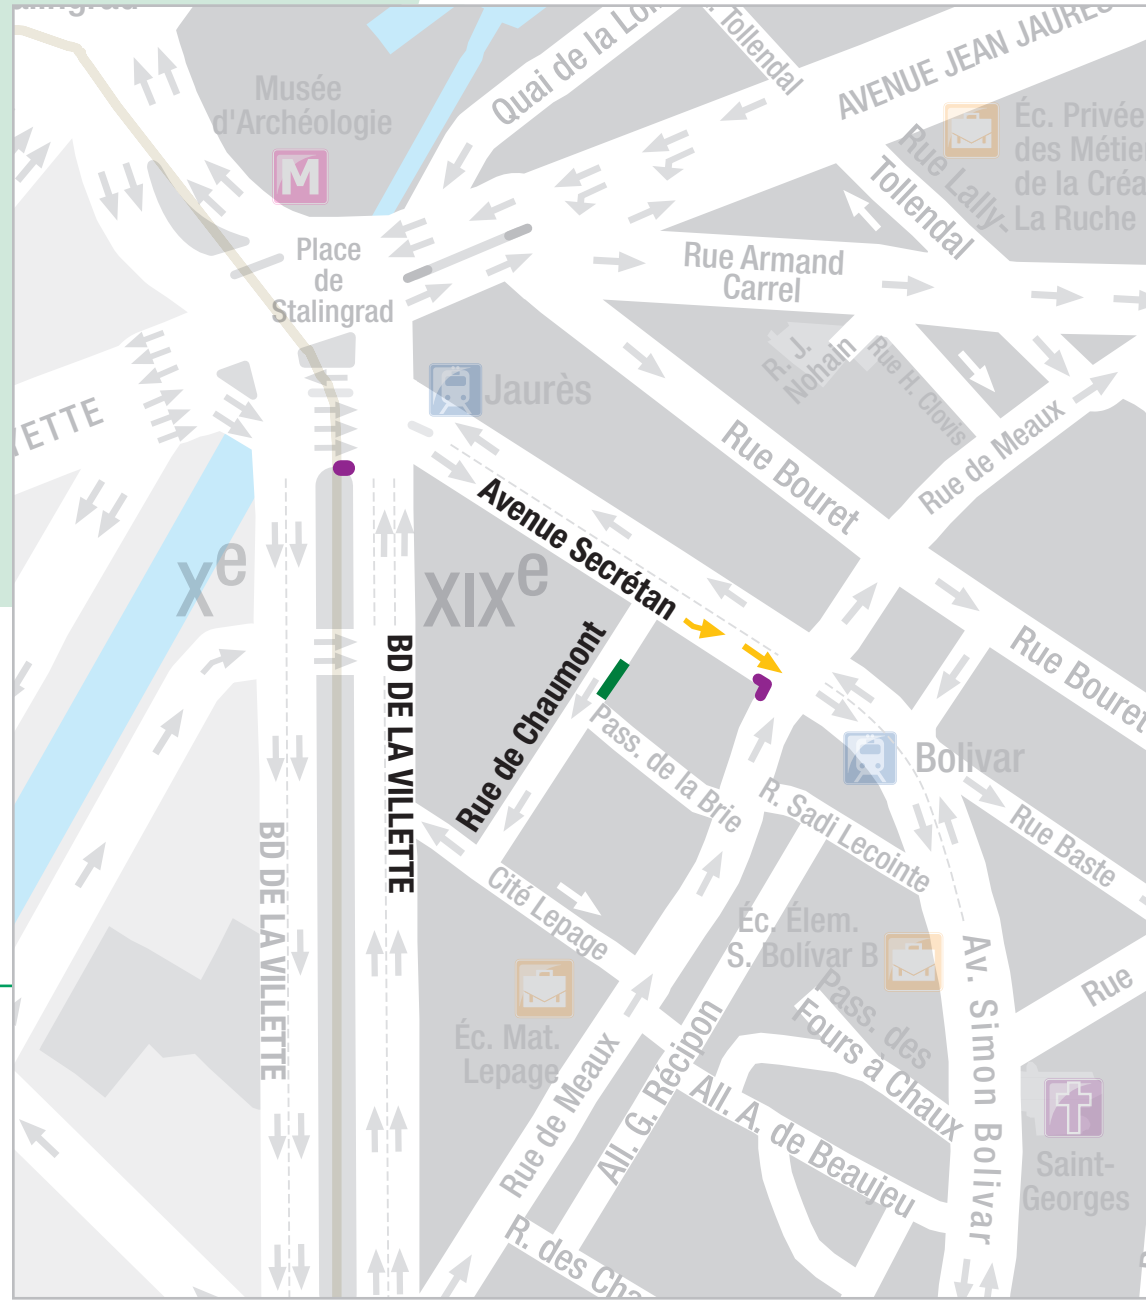 Musée
d'Archéologie
M
Quai de la Loi
Tollendal
AVENUE JEAN JAURÈS
Éc. Privée
des Métie
de la Créa
La Ruche
Rue Lally-
Tollendal
Place
de
Stalingrad
Rue Armand
Carrel
R. J.
Nohain
Rue H. Clovis
Jaurès
Rue de Meaux
Rue Bouret
Avenue Secrétan
Xe
XIXe
Rue de Chaumont
BD DE LA VILLETTE
BD DE LA VILLETTE
Pass. de la Brie
Rue Bouret
Bolivar
R. Sadi Lecointe
Rue Baste
Cité Lepage
Éc. Élem.
S. Bolívar B
Éc. Mat.
Lepage
Pass. des
Fours à Chaux
Av. Simon Bolivar
Rue
Rue de Meaux
All. G. Récipon
All. A. de Beaujeu
Saint-
Georges
R. des Cha